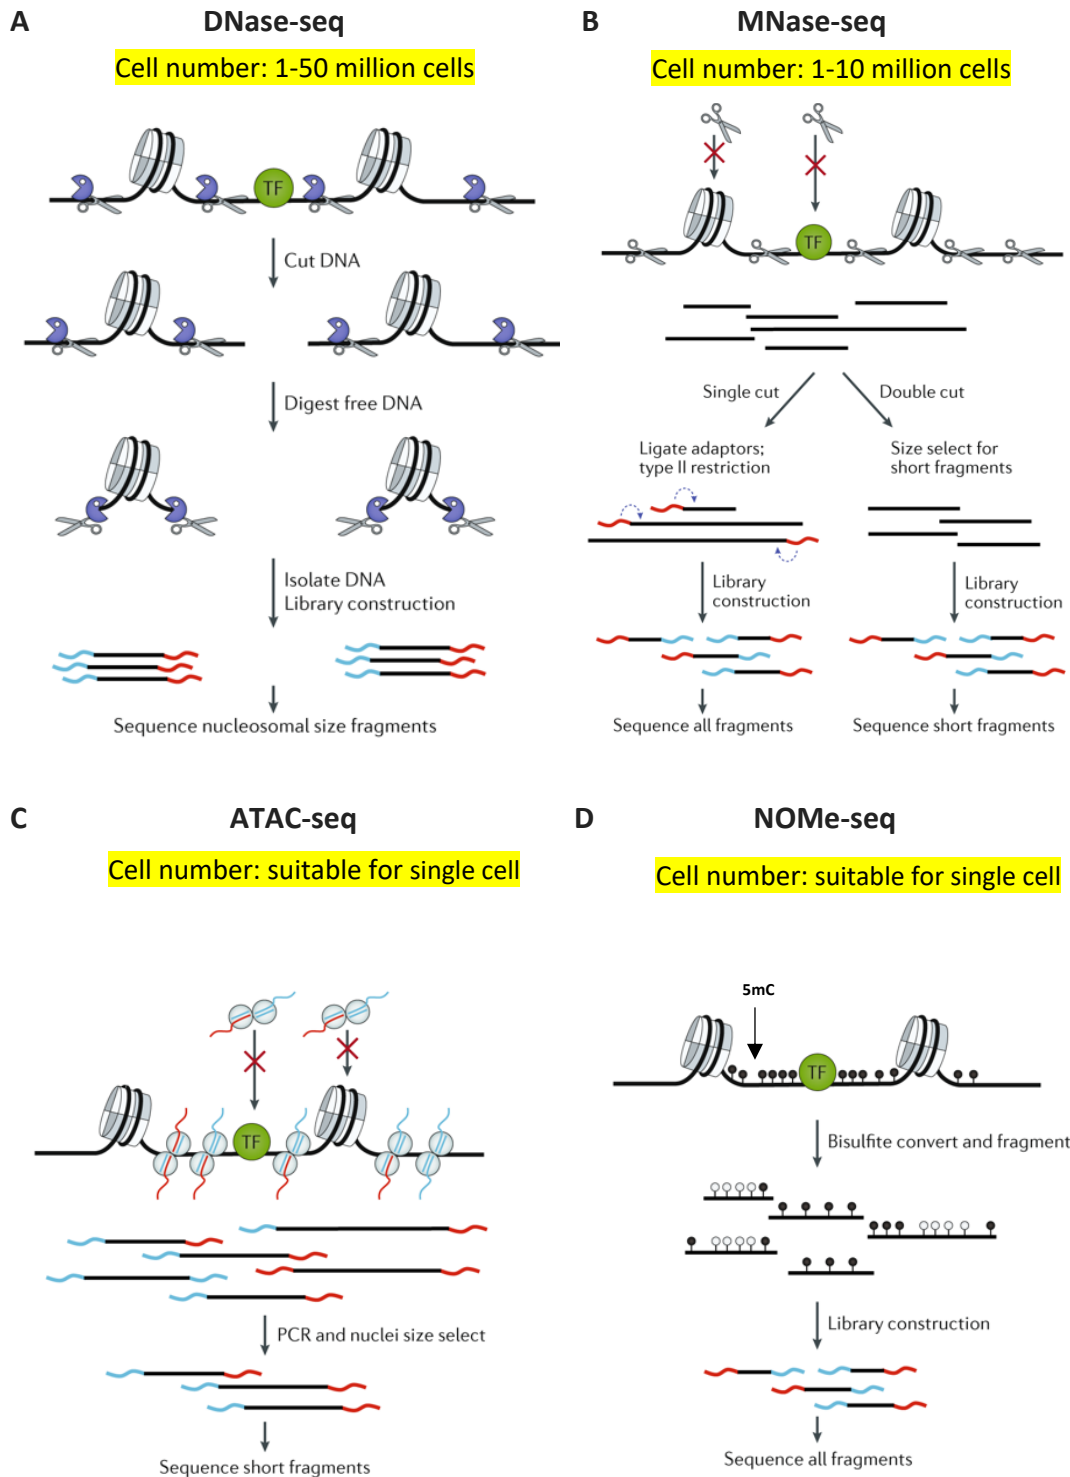 A
DNase-seq
Cell number: 1-50 million cells
TF
Cut DNA
Digest free DNA
Isolate DNA
Library construction
Sequence nucleosomal size fragments
B
MNase-seq
Cell number: 1-10 million cells
TF
Single cut
Double cut
Ligate adaptors;
type II restriction
Size select for
short fragments
Library
construction
Library
construction
Sequence all fragments
Sequence short fragments
C
ATAC-seq
Cell number: suitable for single cell
TF
PCR and nuclei size select
Sequence short fragments
D
NOMe-seq
Cell number: suitable for single cell
5mC
TF
Bisulfite convert and fragment
Library construction
Sequence all fragments